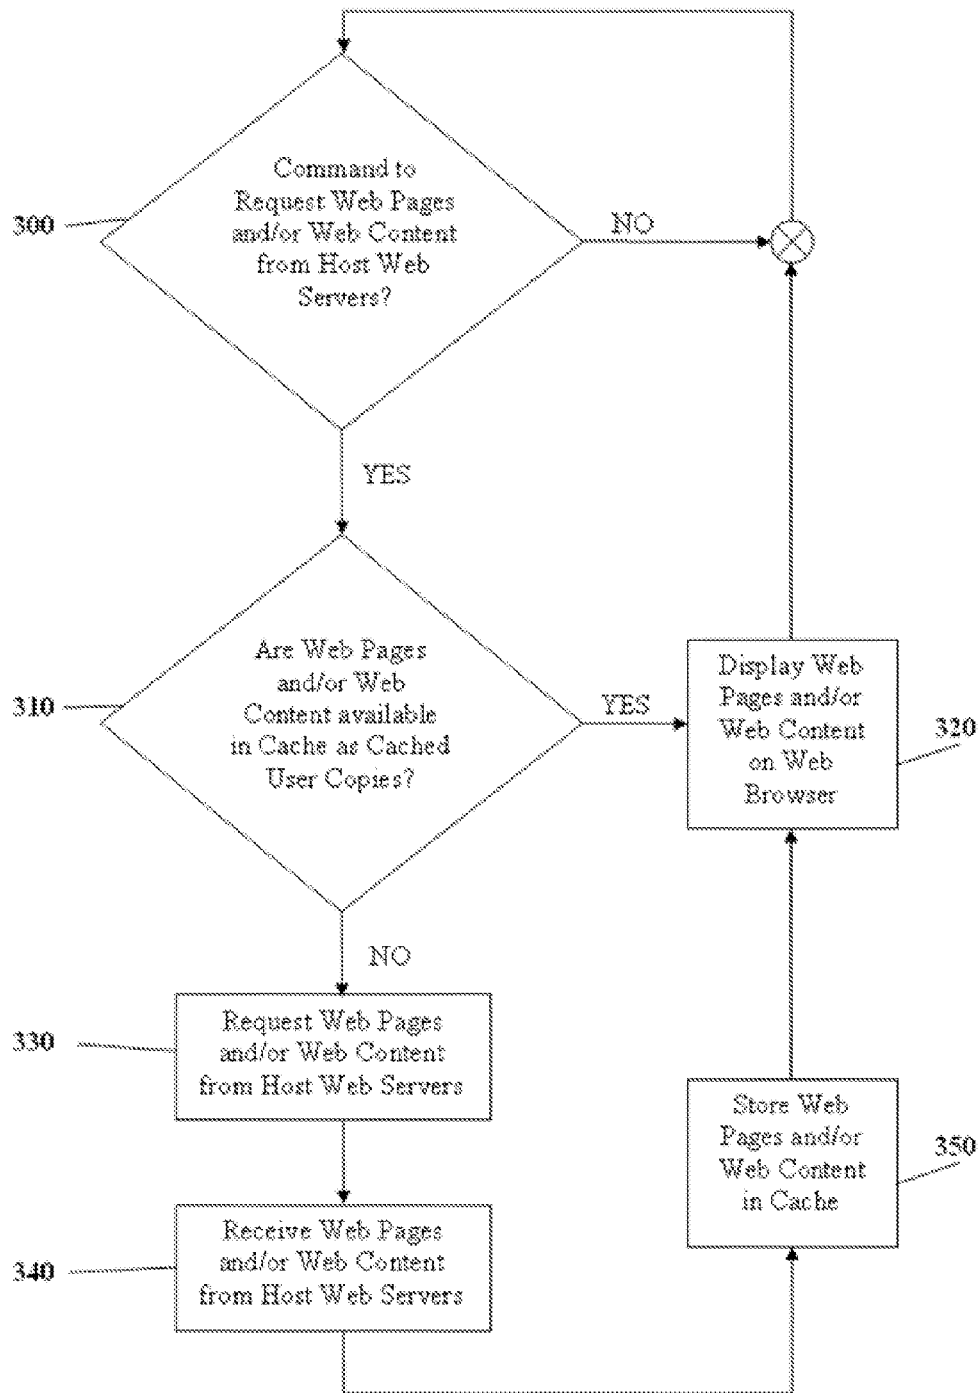 Command to
Request Web Pages
and/or Web Content
from Host Web
Servers?
300
NO
YES
Are Web Pages
and/or Web
Content available
in Cache as Cached
User Copies?
310
YES
Display Web
Pages and/or
Web Content
on Web
Browser
320
NO
Request Web Pages
and/or Web Content
from Host Web Servers
330
Store Web
Pages and/or
Web Content
in Cache
350
Receive Web Pages
and/or Web Content
from Host Web Servers
340